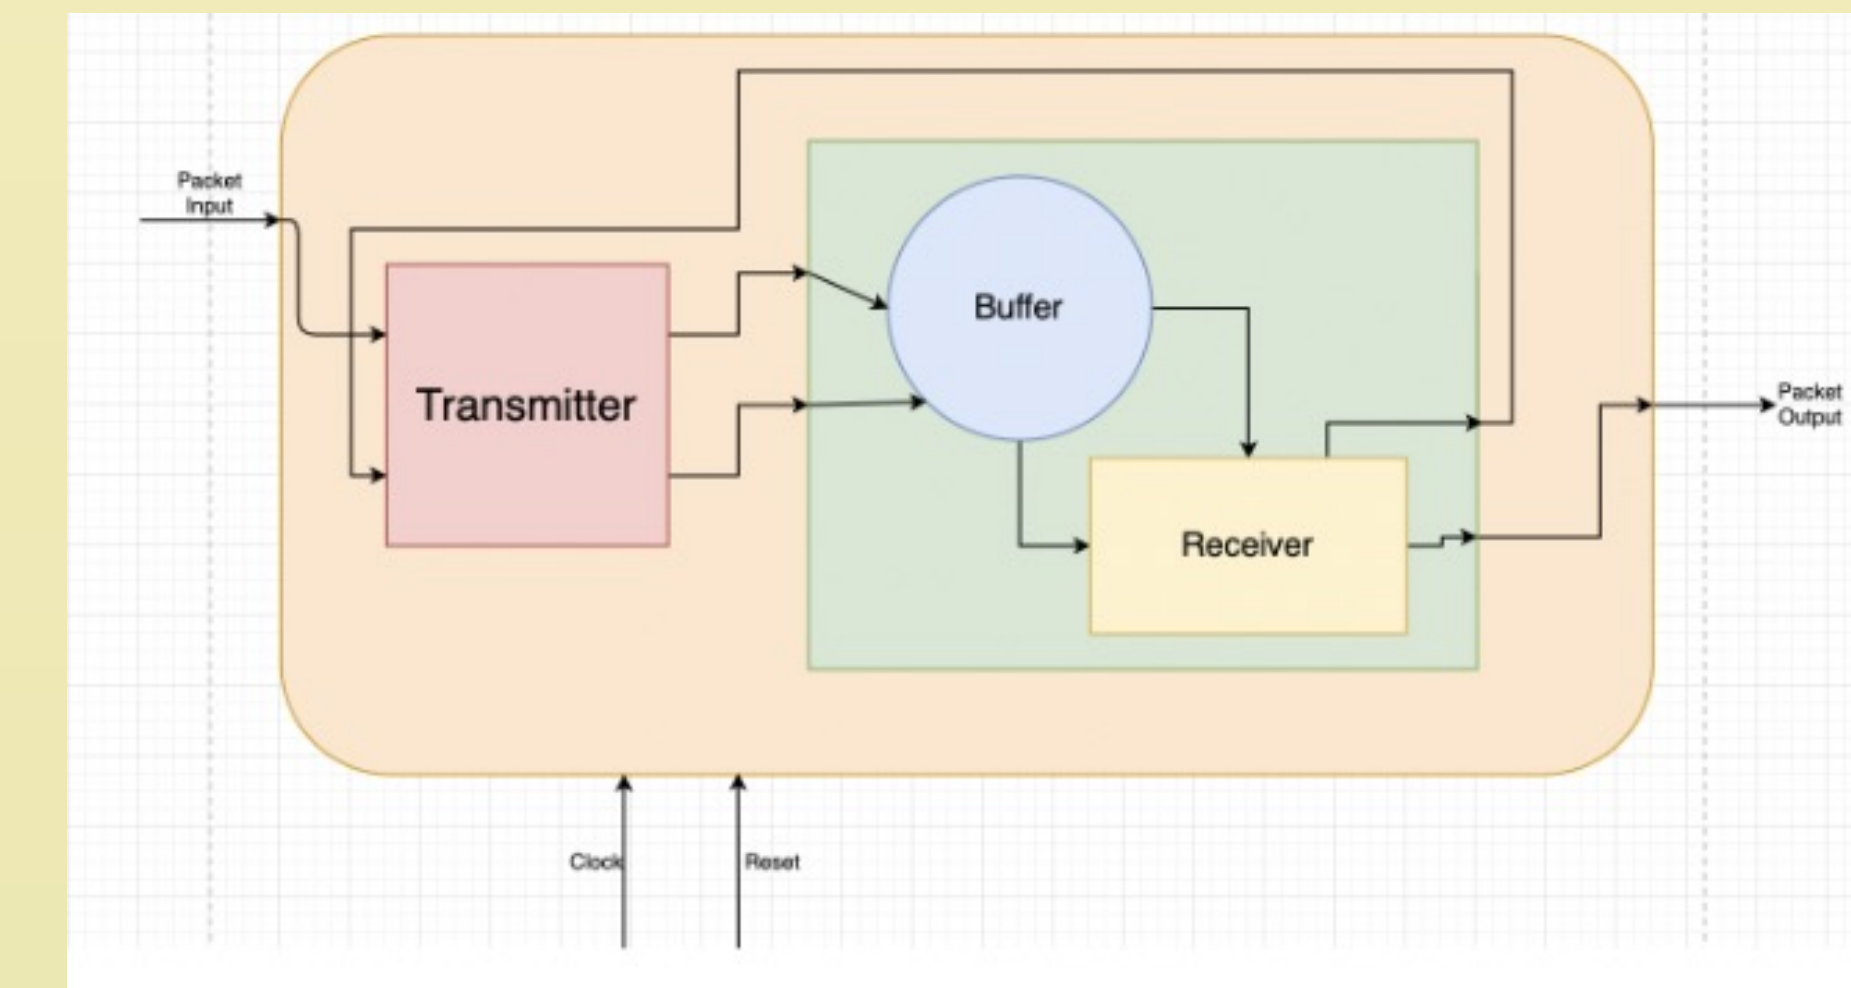 Packet
Input
Buffer
Transmitter
Packet
Output
Receiver
Clock
Reset